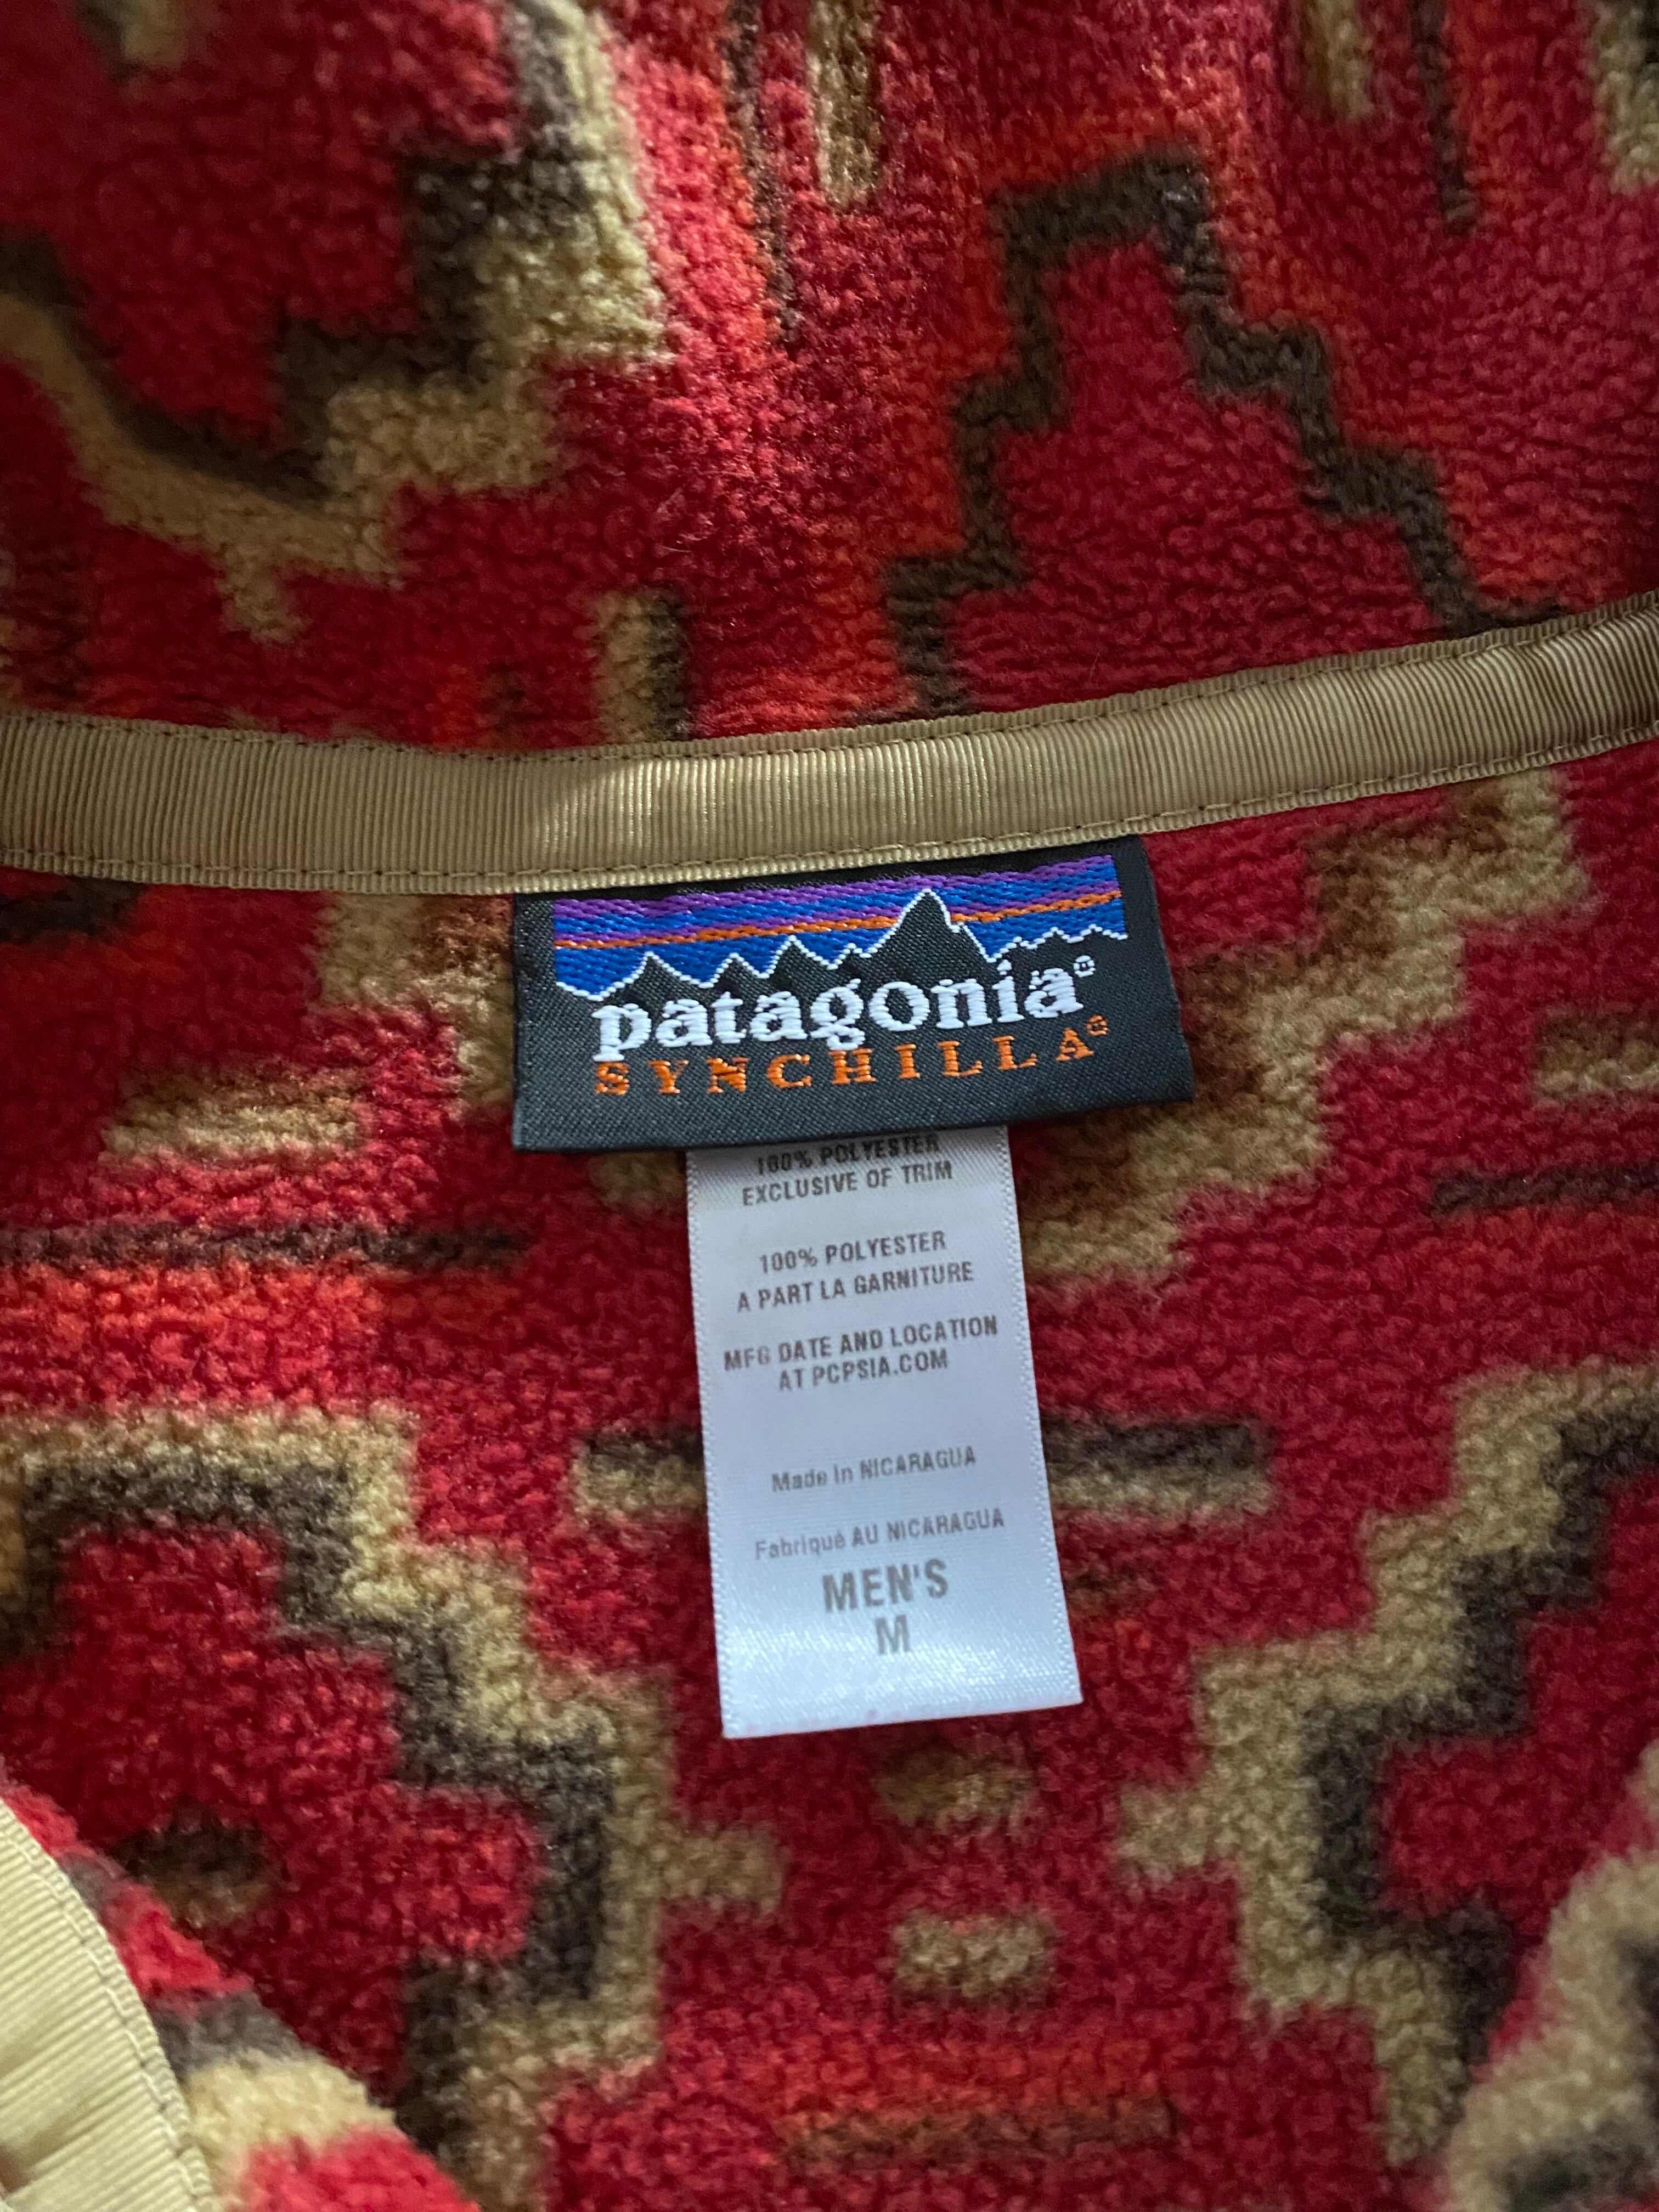 patagonia®
SYNCHILLA®
100% POLYESTER
EXCLUSIVE OF TRIM
100% POLYESTER
A PART LA GARNITURE
MFG DATE AND LOCATION
AT PCPSIA.COM
Made in NICARAGUA
Fabriqué AU NICARAGUA
MEN'S
M